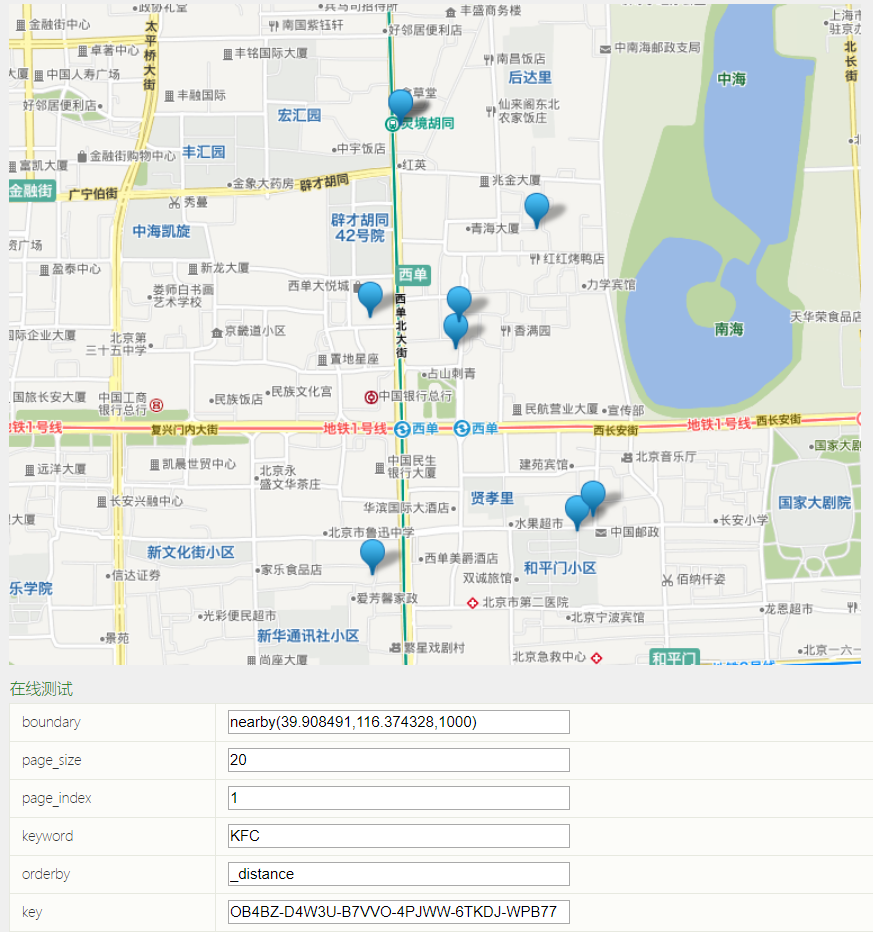 政协礼堂
兵马司招待所
丰盛商务楼
金融街中心
太平桥大街
南国紫钰轩
好邻居便利店
中南海邮政局
北长街
卓著中心
丰铭国际大厦
南昌饭店
后达里
中海
大厦
中国人寿广场
丰融国际
好邻居便利店
宏汇园
仙来阁东北
农家饭庄
灵境胡同
富凯大厦
金融街购物中心
丰汇园
中宇饭店
红英
金融街
广宁伯街
金象大药房
辟才胡同
兆金大厦
秀蔓
中海凯旋
辟才胡同
42号院
青海大厦
盈泰中心
新龙大厦
红红烤鸭店
西单
力学宾馆
娄师白书画
艺术学校
西单大悦城
西单北大街
南海
天华荣食品店
国际企业大厦
北京第
三十五中学
京畿道小区
香满园
置地星座
占山刺青
国旅长安大厦
中国工商
银行总行
民族饭店
民族文化宫
中国银行总行
民航营业大厦
宣传部
地铁1号线
复兴门内大街
地铁1号线
西单
西单
西长安街
地铁1号线
西长安街
远洋大厦
凯晨世贸中心
北京永
盛文华茶庄
中国民生
银行大厦
建苑宾馆
北京音乐厅
国家大剧
长安兴融中心
华滨国际大酒店
贤孝里
国家大剧院
大厦
北京市鲁迅中学
水果超市
中国邮政
长安小学
新文化街小区
西单美爵酒店
和平门小区
信达证券
家乐食品店
双诚旅馆
佰纳仟姿
乐学院
爱芳馨家政
北京市第二医院
龙恩超市
光彩便民超市
北京宁波宾馆
景苑
新华通讯社小区
繁星戏剧村
尚座大厦
北京急救中心
和平门
北京一六一
在线测试
boundary nearby(39.908491,116.374328,1000)
page_size 20
page_index 1
keyword KFC
orderby _distance
key OB4BZ-D4W3U-B7VVO-4PJWW-6TKDJ-WPB77